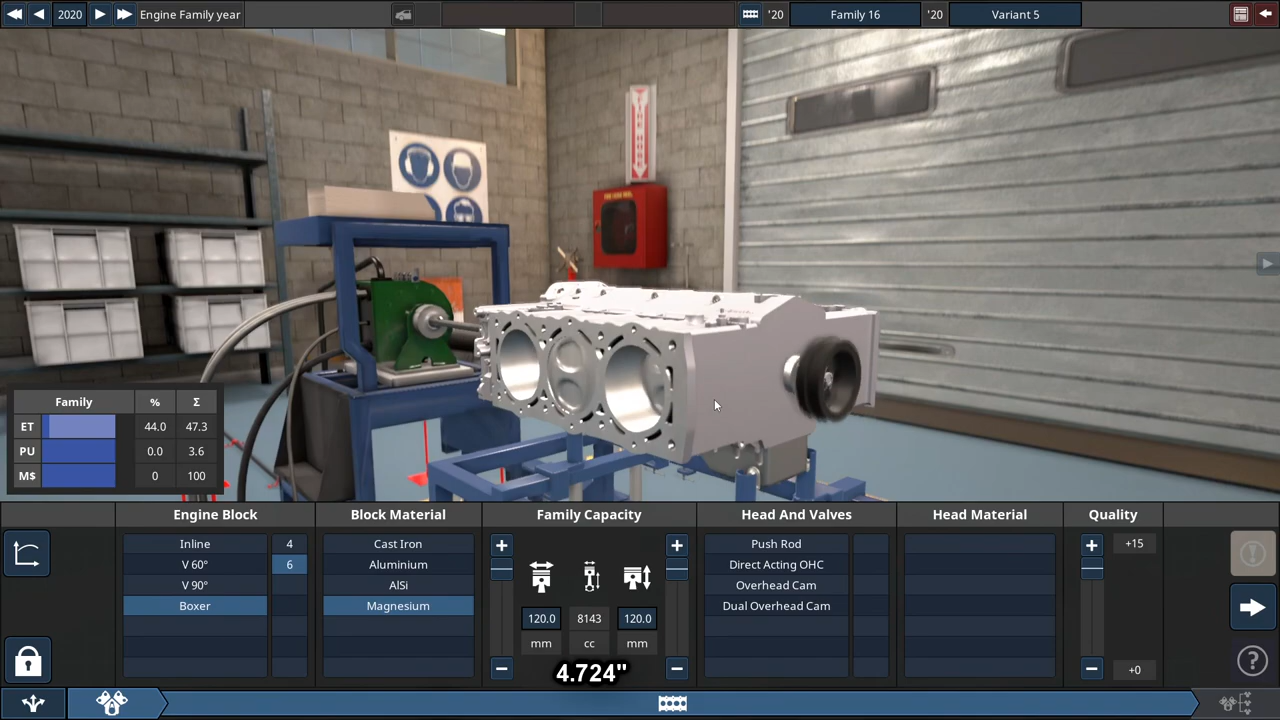 2020 Engine Family year '20 Family 16 '20 Variant 5
FIRE HOSE
Family % Σ
ET 44.0 47.3
PU 0.0 3.6
M$ 0 100
Engine Block
Inline 4
V 60° 6
V 90°
Boxer
Block Material
Cast Iron
Aluminium
AlSi
Magnesium
Family Capacity
+ +
120.0 8143 120.0
mm cc mm
4.724"
Head And Valves
Push Rod
Direct Acting OHC
Overhead Cam
Dual Overhead Cam
Head Material
Quality
+ +15
+0
?